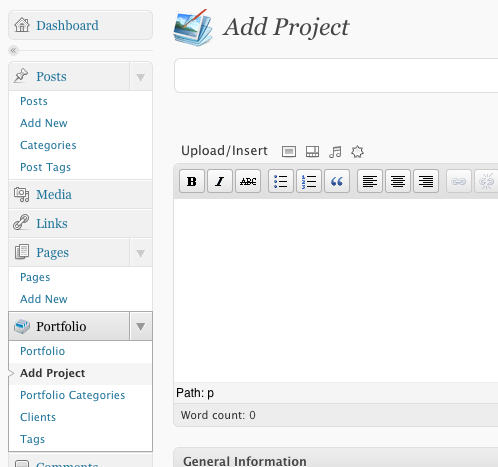 Dashboard
Posts
Posts
Add New
Categories
Post Tags
Media
Links
Pages
Pages
Add New
Portfolio
Portfolio
Add Project
Portfolio Categories
Clients
Tags
Comments
Add Project
Upload/Insert
B I ABC “
Path: p
Word count: 0
General Information